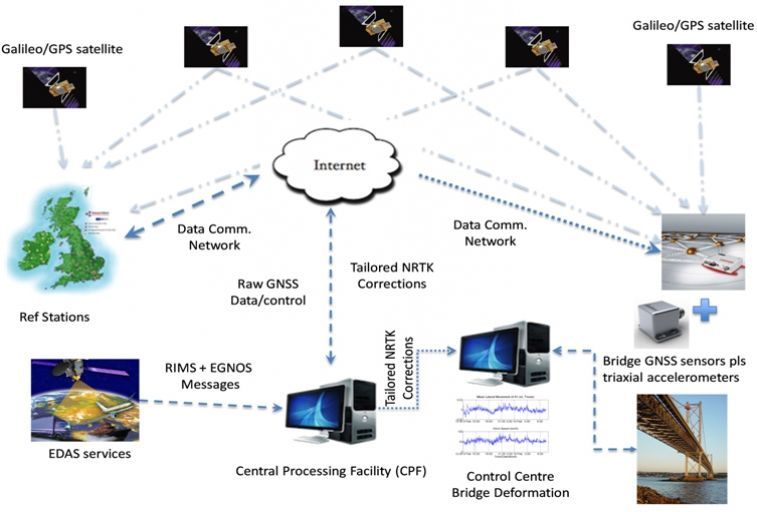 Galileo/GPS satellite
Galileo/GPS satellite
Internet
Data Comm.
Network
Data Comm.
Network
Raw GNSS
Data/control
Tailored NRTK
Corrections
Ref Stations
RIMS + EGNOS
Messages
Tailored NRTK
Corrections
Bridge GNSS sensors pls
triaxial accelerometers
EDAS services
Central Processing Facility (CPF)
Control Centre
Bridge Deformation